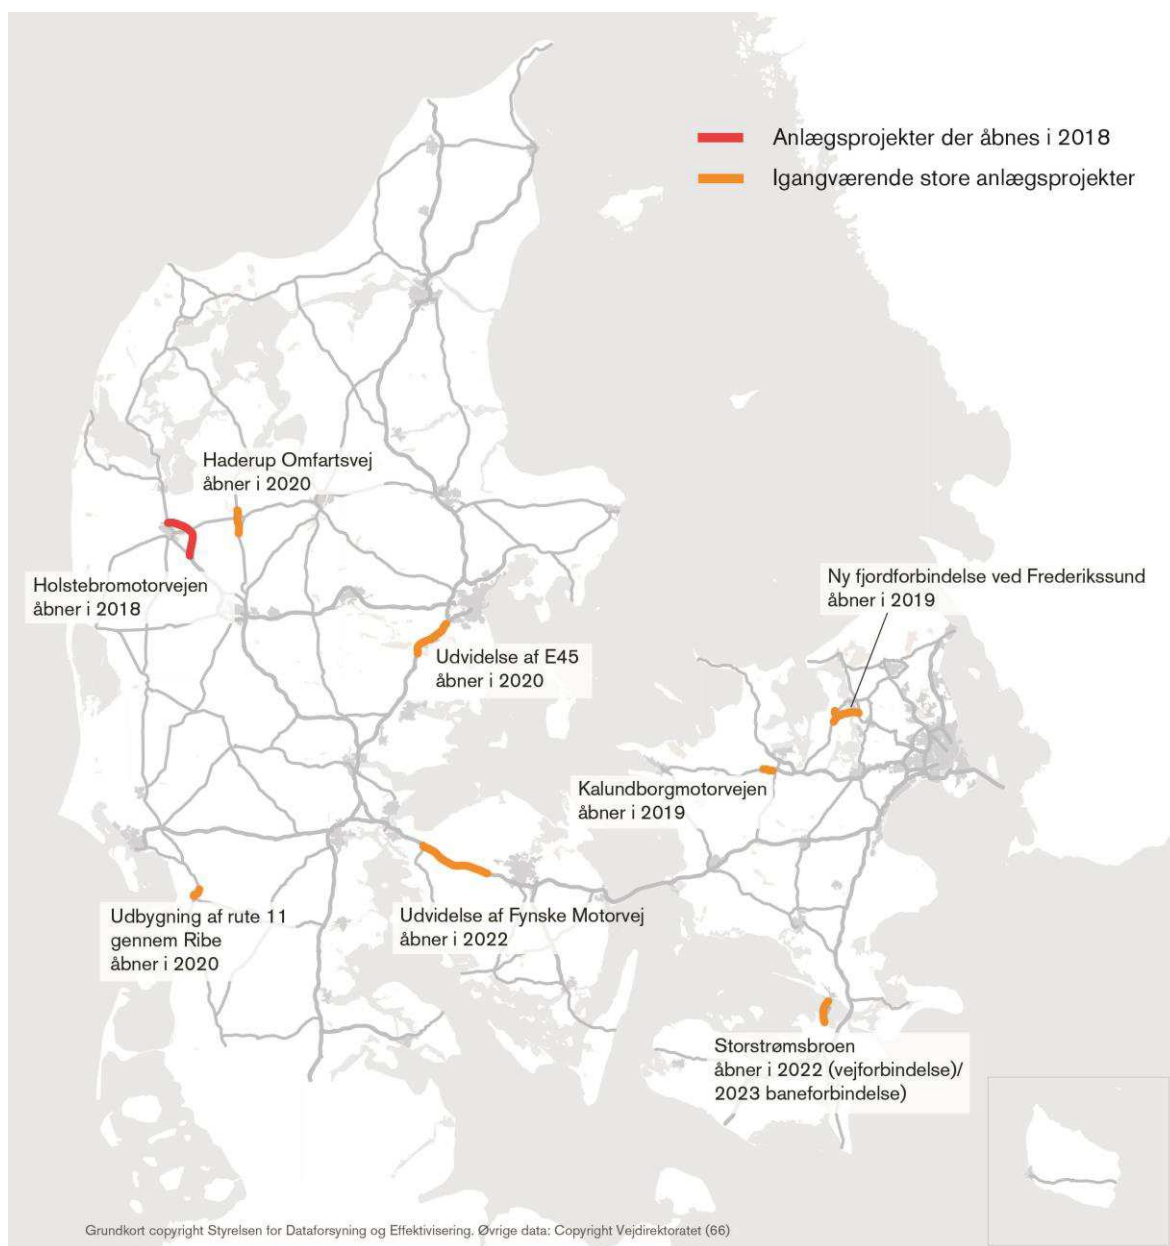 Anlægsprojekter der åbnes i 2018
Igangværende store anlægsprojekter
Haderup Omfartsvej
åbner i 2020
Holstebromotorvejen
åbner i 2018
Ny fjordforbindelse ved Frederikssund
åbner i 2019
Udvidelse af E45
åbner i 2020
Kalundborgmotorvejen
åbner i 2019
Udbygning af rute 11
gennem Ribe
åbner i 2020
Udvidelse af Fynske Motorvej
åbner i 2022
Storstrømsbroen
åbner i 2022 (vejforbindelse)/
2023 baneforbindelse)
Grundkort copyright Styrelsen for Dataforsyning og Effektivisering. Øvrige data: Copyright Vejdirektoratet (66)